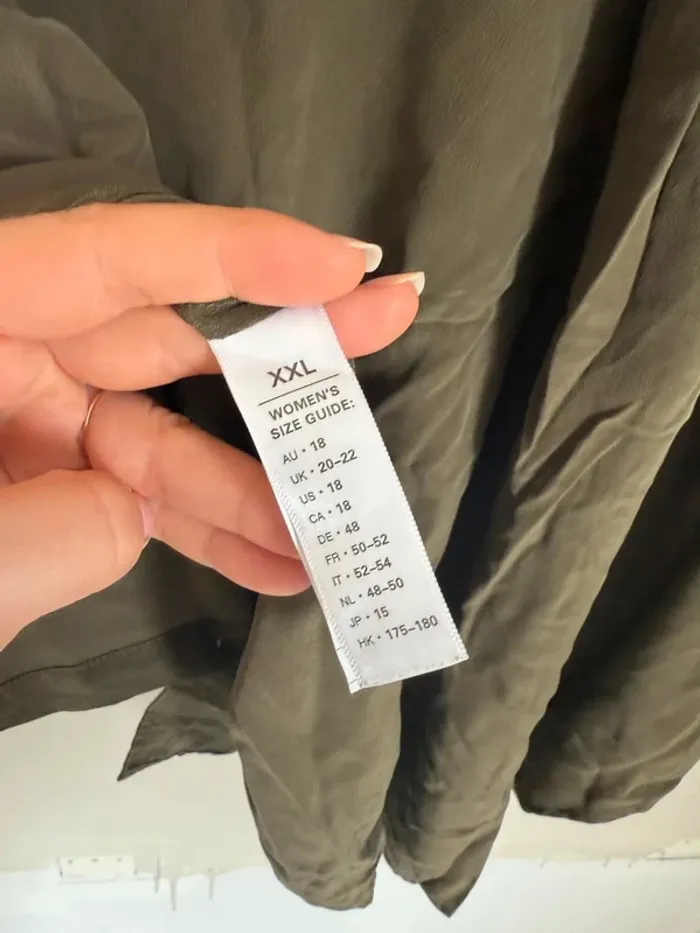 XXL
WOMEN'S
SIZE GUIDE:
AU • 18
UK • 20–22
US • 18
CA • 18
DE • 48
FR • 50–52
IT • 52–54
NL • 48–50
JP • 15
HK • 175–180